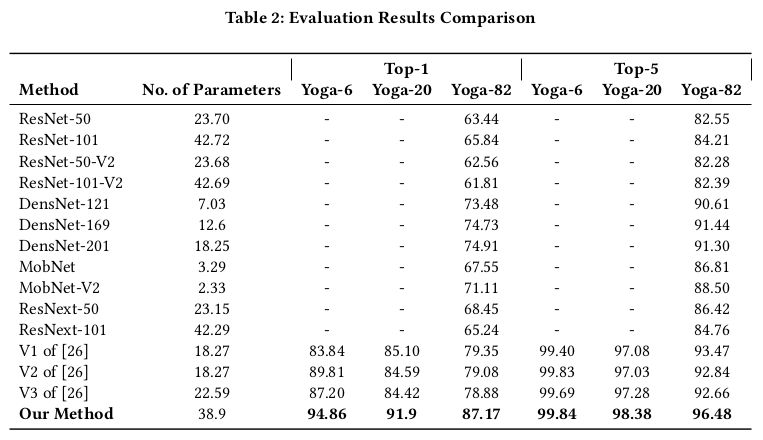 Table 2: Evaluation Results Comparison
Top-1 Top-5
Method No. of Parameters Yoga-6 Yoga-20 Yoga-82 Yoga-6 Yoga-20 Yoga-82
ResNet-50 23.70 - - 63.44 - - 82.55
ResNet-101 42.72 - - 65.84 - - 84.21
ResNet-50-V2 23.68 - - 62.56 - - 82.28
ResNet-101-V2 42.69 - - 61.81 - - 82.39
DensNet-121 7.03 - - 73.48 - - 90.61
DensNet-169 12.6 - - 74.73 - - 91.44
DensNet-201 18.25 - - 74.91 - - 91.30
MobNet 3.29 - - 67.55 - - 86.81
MobNet-V2 2.33 - - 71.11 - - 88.50
ResNext-50 23.15 - - 68.45 - - 86.42
ResNext-101 42.29 - - 65.24 - - 84.76
V1 of [26] 18.27 83.84 85.10 79.35 99.40 97.08 93.47
V2 of [26] 18.27 89.81 84.59 79.08 99.83 97.03 92.84
V3 of [26] 22.59 87.20 84.42 78.88 99.69 97.28 92.66
Our Method 38.9 94.86 91.9 87.17 99.84 98.38 96.48